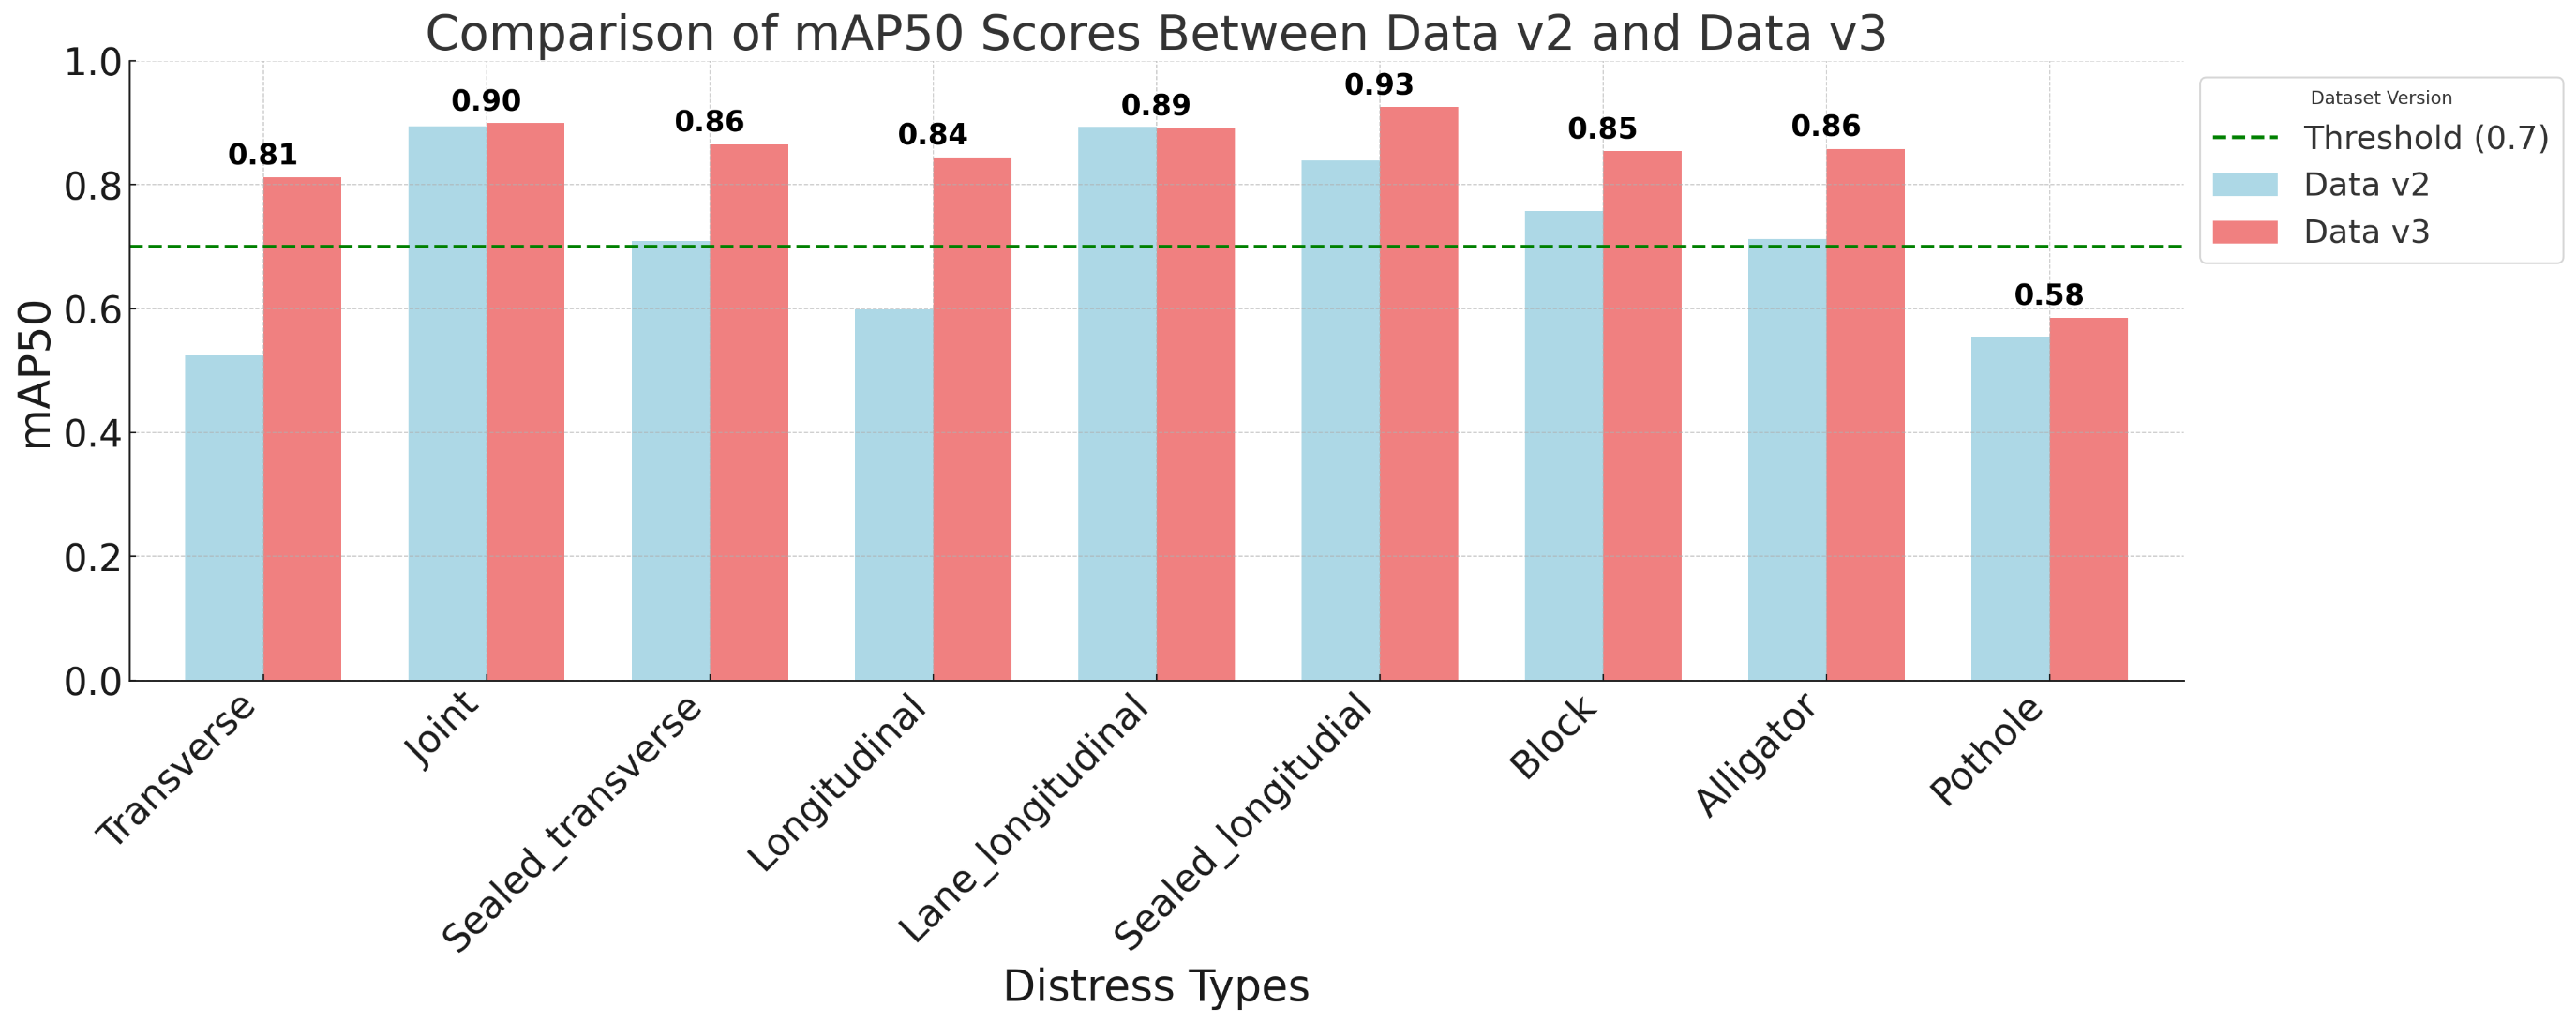 Comparison of mAP50 Scores Between Data v2 and Data v3
mAP50
1.0
0.8
0.6
0.4
0.2
0.0
0.81
0.90
0.86
0.84
0.89
0.93
0.85
0.86
0.58
Transverse
Joint
Sealed_transverse
Longitudinal
Lane_longitudinal
Sealed_longitudial
Block
Alligator
Pothole
Distress Types
Dataset Version
Threshold (0.7)
Data v2
Data v3